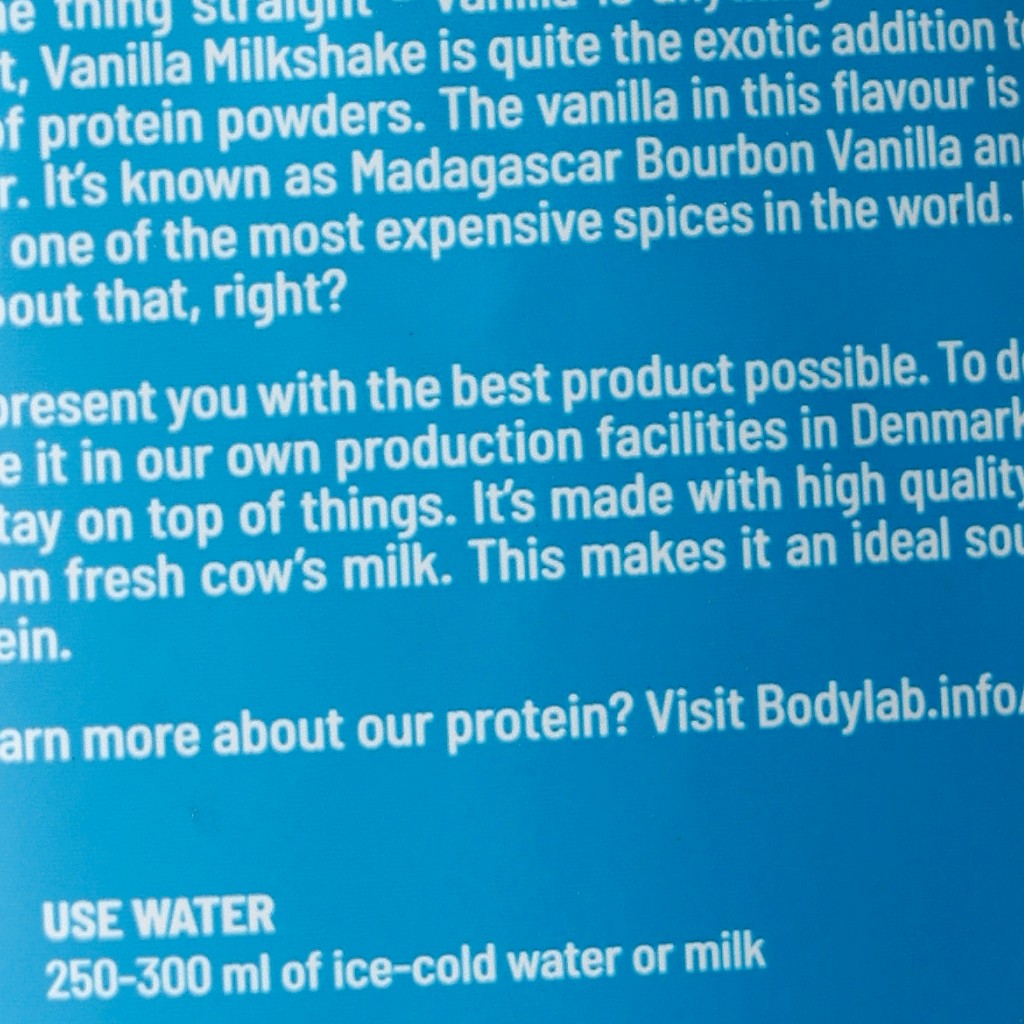 thing straight
t, Vanilla Milkshake is quite the exotic addition
of protein powders. The vanilla in this flavour is
r. It's known as Madagascar Bourbon Vanilla an
one of the most expensive spices in the world.
out that, right?
present you with the best product possible. To d
e it in our own production facilities in Denmark
tay on top of things. It's made with high quality
om fresh cow's milk. This makes it an ideal sou
ein.
arn more about our protein? Visit Bodylab.info/
USE WATER
250-300 ml of ice-cold water or milk